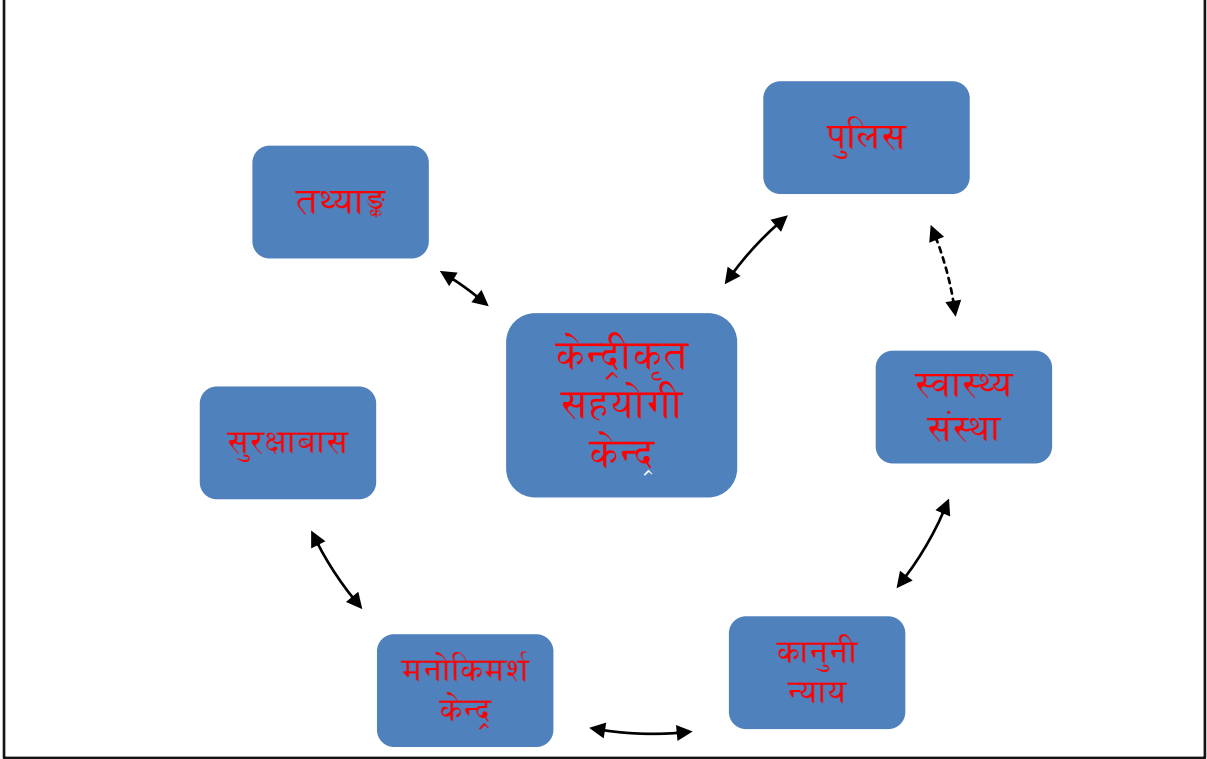 पुलिस
तथ्याङ्क
केन्द्रीकृत
सहयोगी
केन्द्र
स्वास्थ्य
संस्था
सुरक्षाबास
कानुनी
न्याय
मनोकिमर्श
केन्द्र